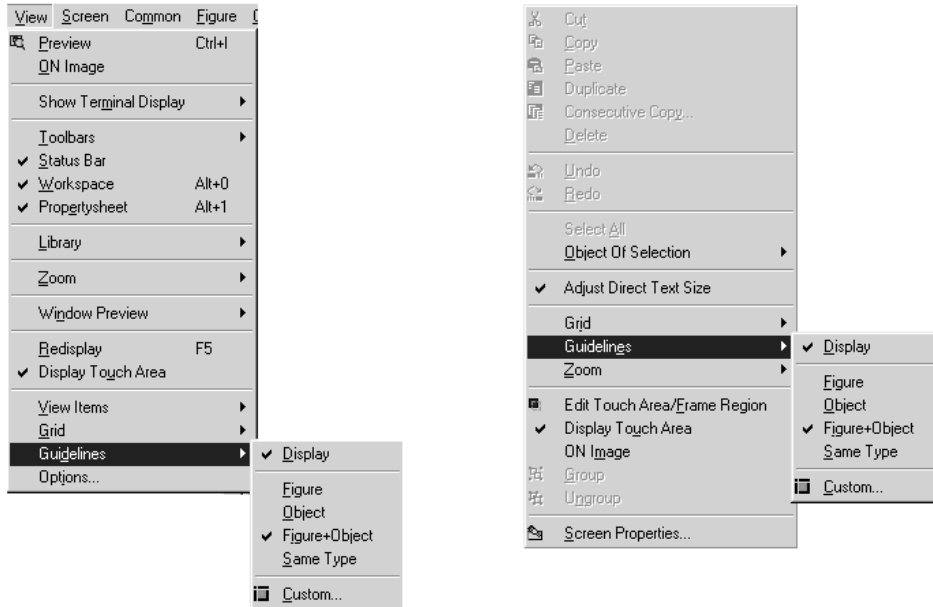 View Screen Common Figure
Preview Ctrl+I
ON Image
Show Terminal Display
Toolbars
Status Bar
Workspace Alt+0
Propertysheet Alt+1
Library
Zoom
Window Preview
Redisplay F5
Display Touch Area
View Items
Grid
Guidelines
Options...
Display
Figure
Object
Figure+Object
Same Type
Custom...
Cut
Copy
Paste
Duplicate
Consecutive Copy...
Delete
Undo
Redo
Select All
Object Of Selection
Adjust Direct Text Size
Grid
Guidelines
Zoom
Edit Touch Area/Frame Region
Display Touch Area
ON Image
Group
Ungroup
Screen Properties...
Display
Figure
Object
Figure+Object
Same Type
Custom...